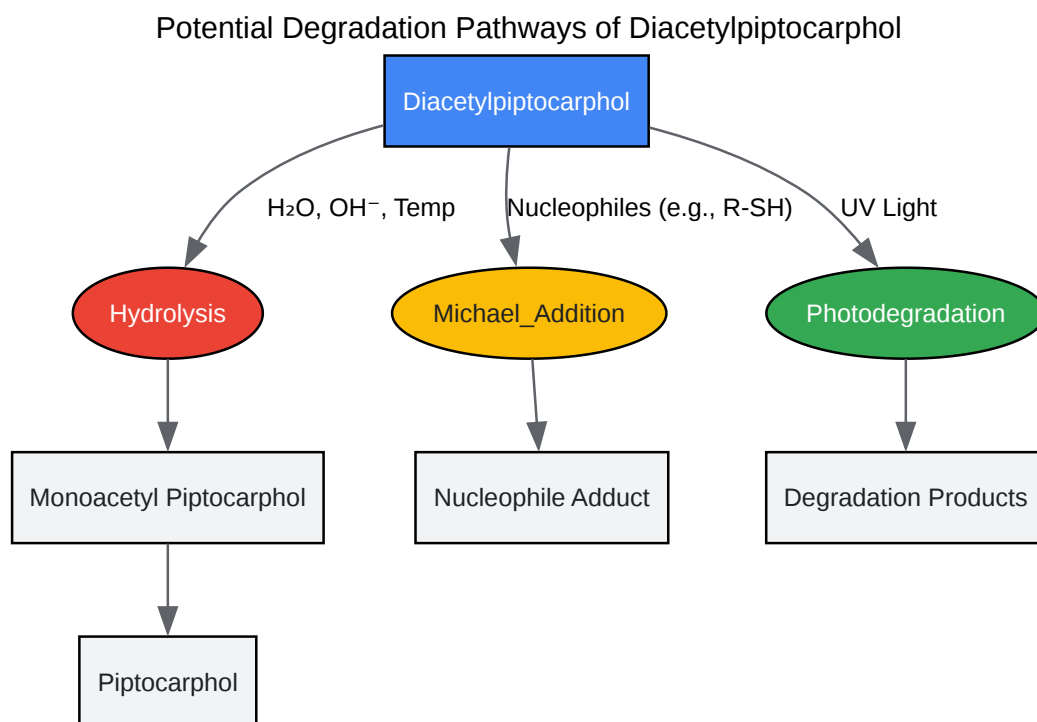 Potential Degradation Pathways of Diacetylpiptocarphol
Diacetylpiptocarphol
H₂O, OH⁻, Temp
Nucleophiles (e.g., R-SH)
UV Light
Hydrolysis
Michael_Addition
Photodegradation
Monoacetyl Piptocarphol
Nucleophile Adduct
Degradation Products
Piptocarphol